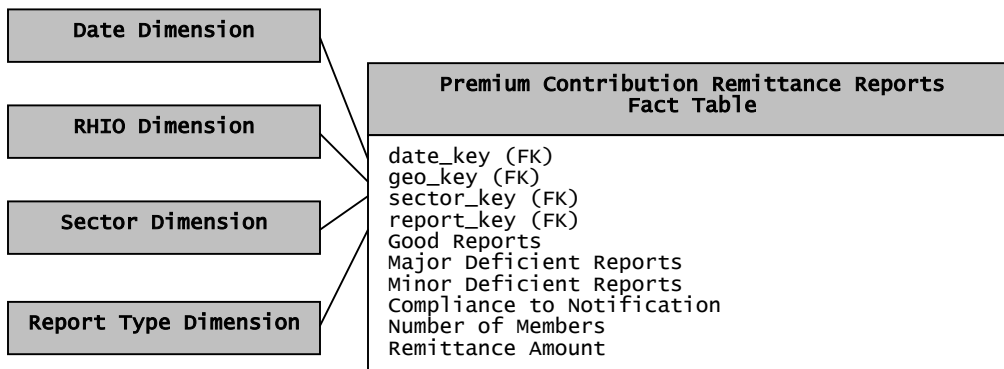 Date Dimension
RHIO Dimension
Sector Dimension
Report Type Dimension
Premium Contribution Remittance Reports
Fact Table
date_key (FK)
geo_key (FK)
sector_key (FK)
report_key (FK)
Good Reports
Major Deficient Reports
Minor Deficient Reports
Compliance to Notification
Number of Members
Remittance Amount